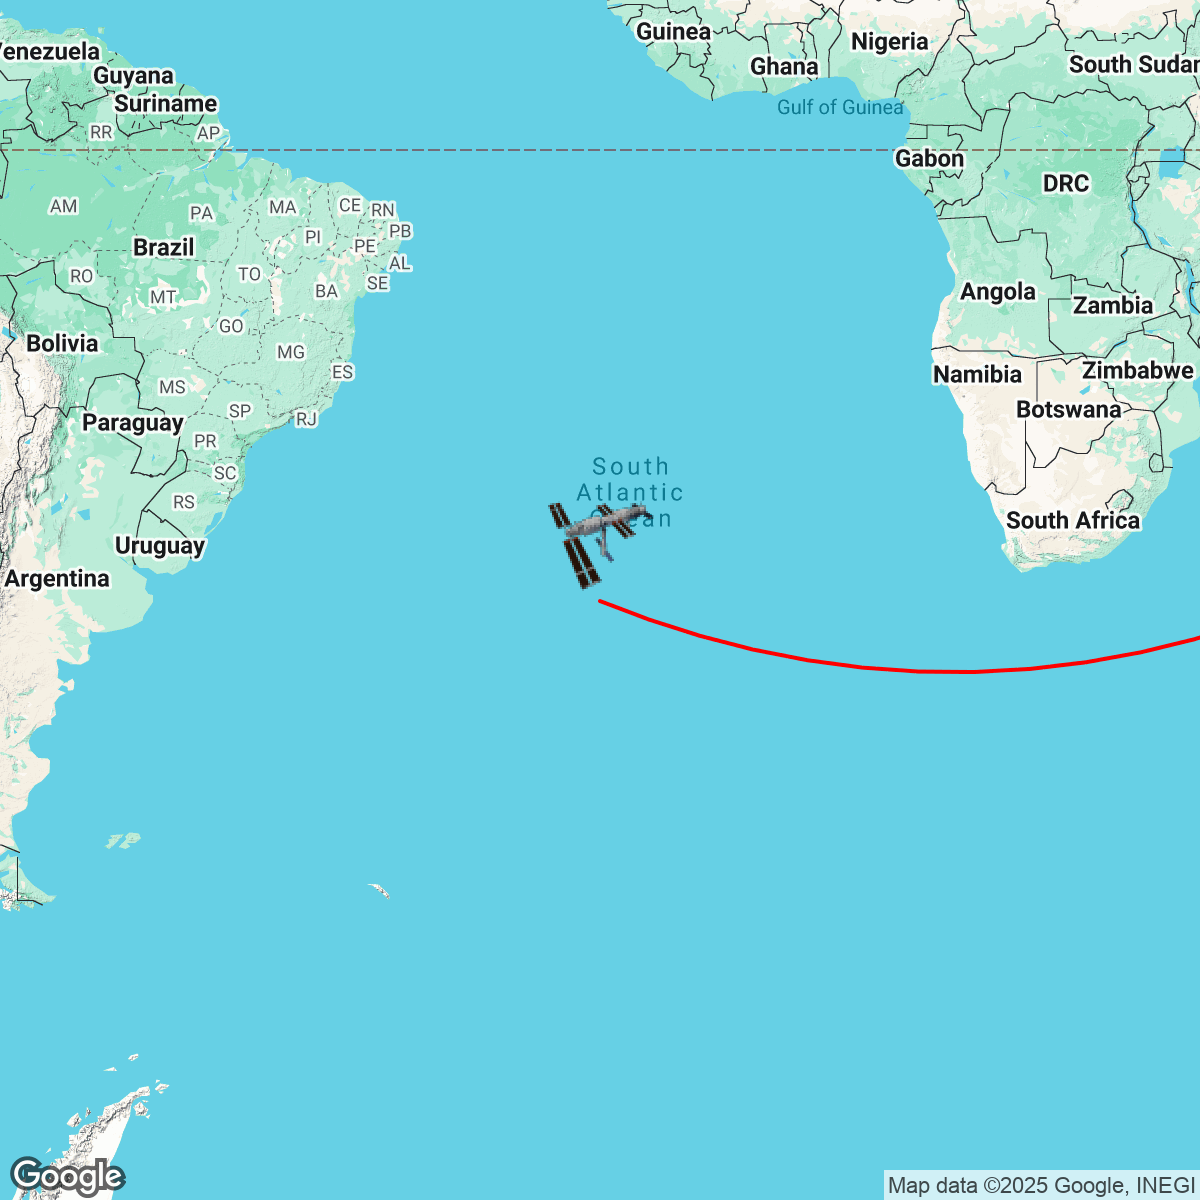 Guinea
Nigeria
Venezuela
Ghana
South Sudan
Guyana
Suriname
Gulf of Guinea
RR
AP
Gabon
DRC
AM
PA
MA
CE
RN
PI
PB
PE
Brazil
AL
RO
TO
SE
MT
BA
Angola
Zambia
GO
Bolivia
MG
ES
Zimbabwe
Namibia
MS
SP
Botswana
Paraguay
RJ
PR
SC
South
Atlantic
Ocean
RS
South Africa
Uruguay
Argentina
Google
Map data ©2025 Google, INEGI